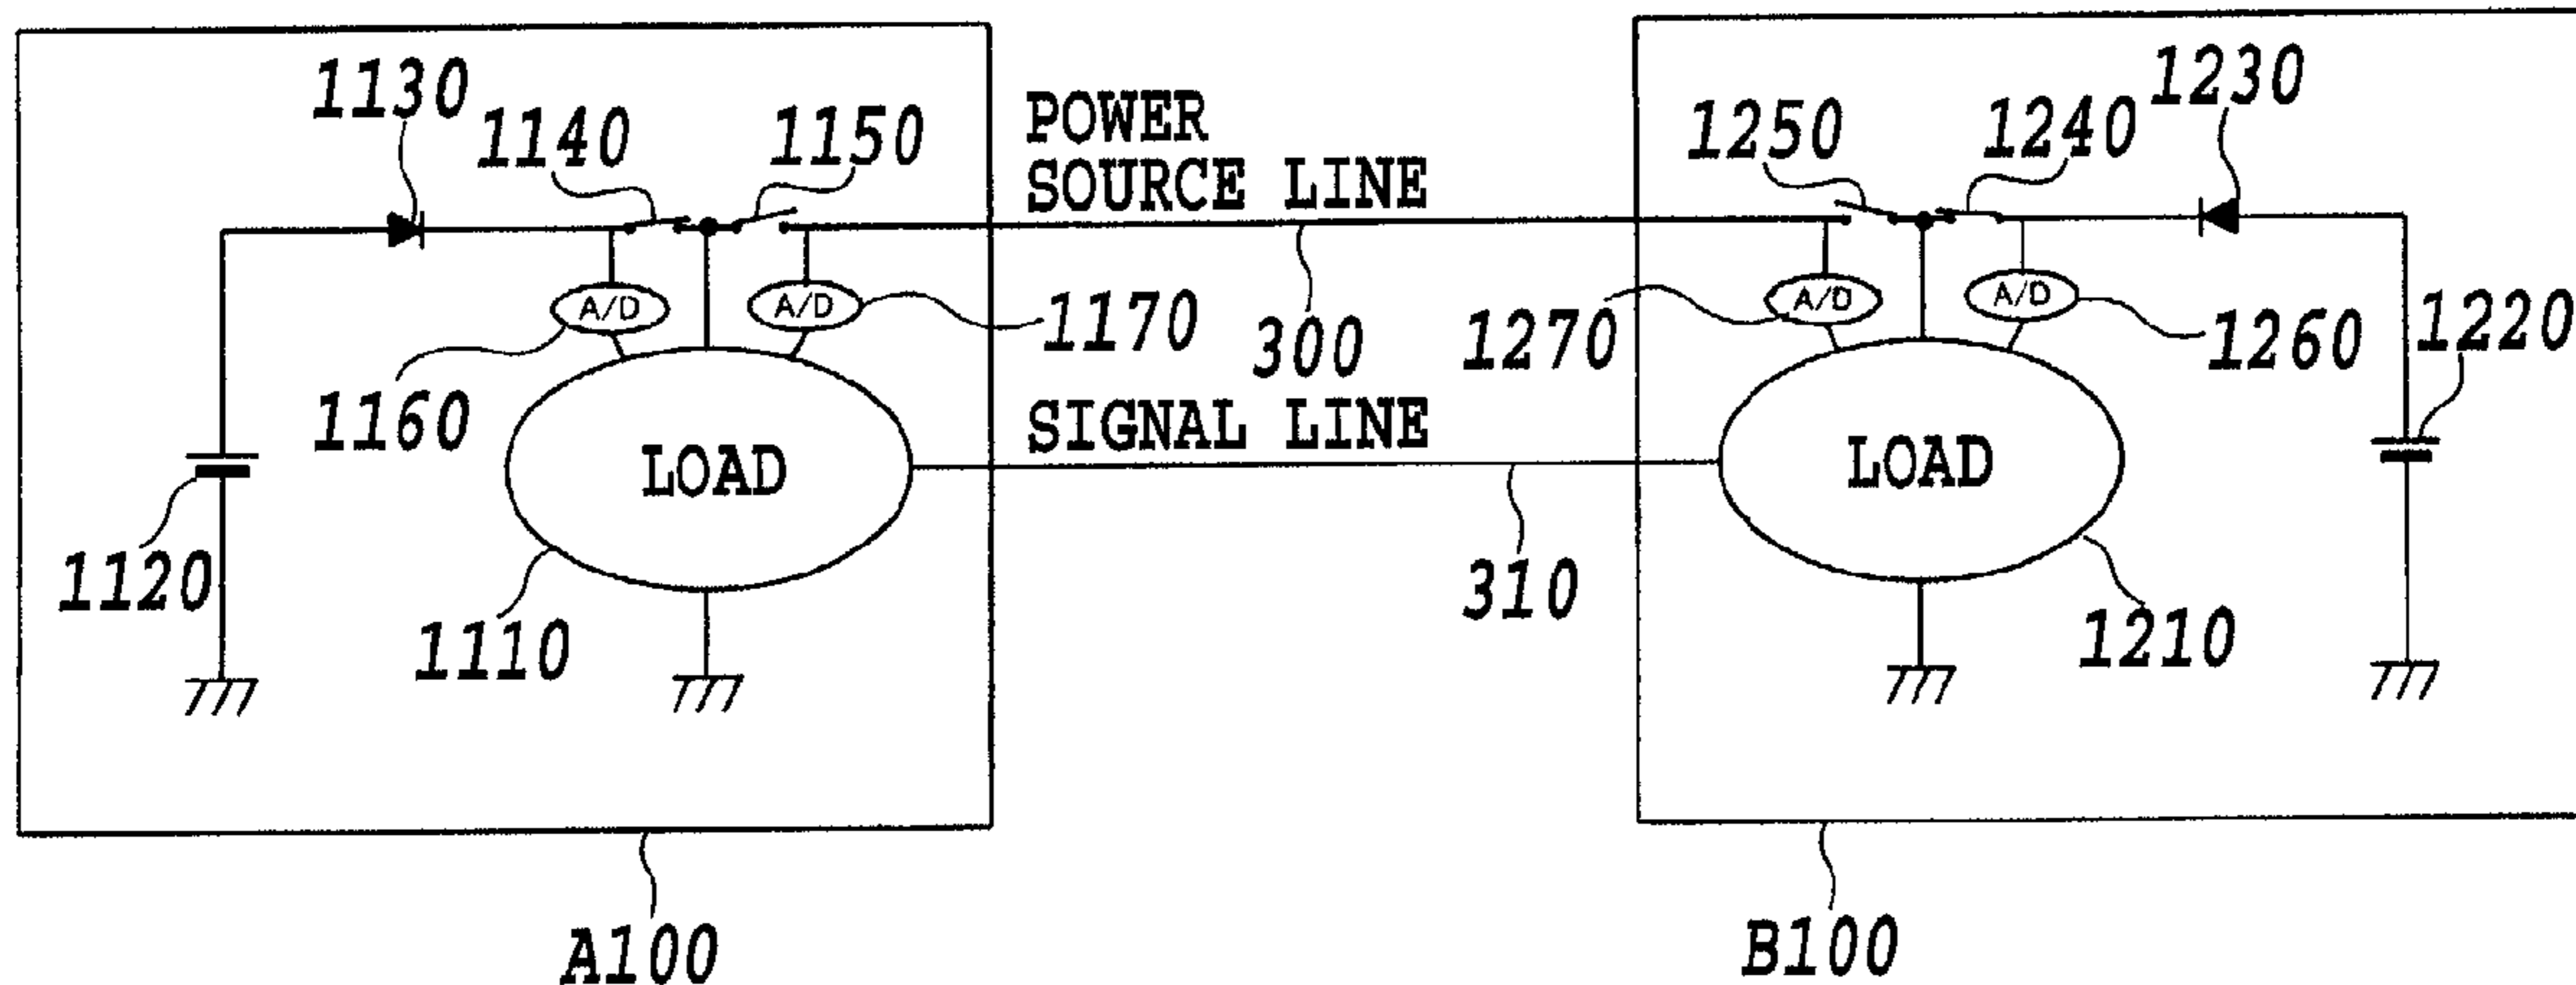 1130
1140
1150
POWER
SOURCE LINE
1250
1240
1230
A/D
A/D
A/D
A/D
1160
1170
300
1270
1260
1220
SIGNAL LINE
LOAD
LOAD
1120
1110
310
1210
A100
B100